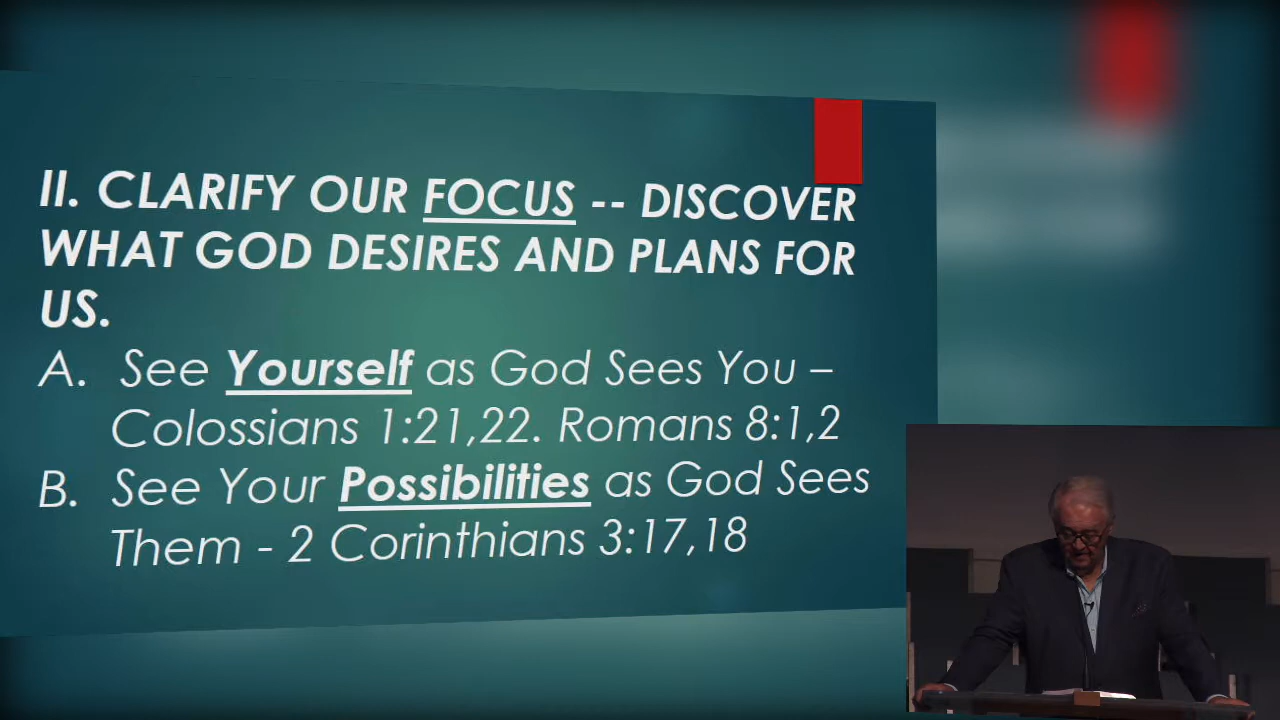 II. CLARIFY OUR FOCUS -- DISCOVER
WHAT GOD DESIRES AND PLANS FOR
US.
A. See Yourself as God Sees You –
Colossians 1:21,22. Romans 8:1,2
B. See Your Possibilities as God Sees
Them - 2 Corinthians 3:17,18